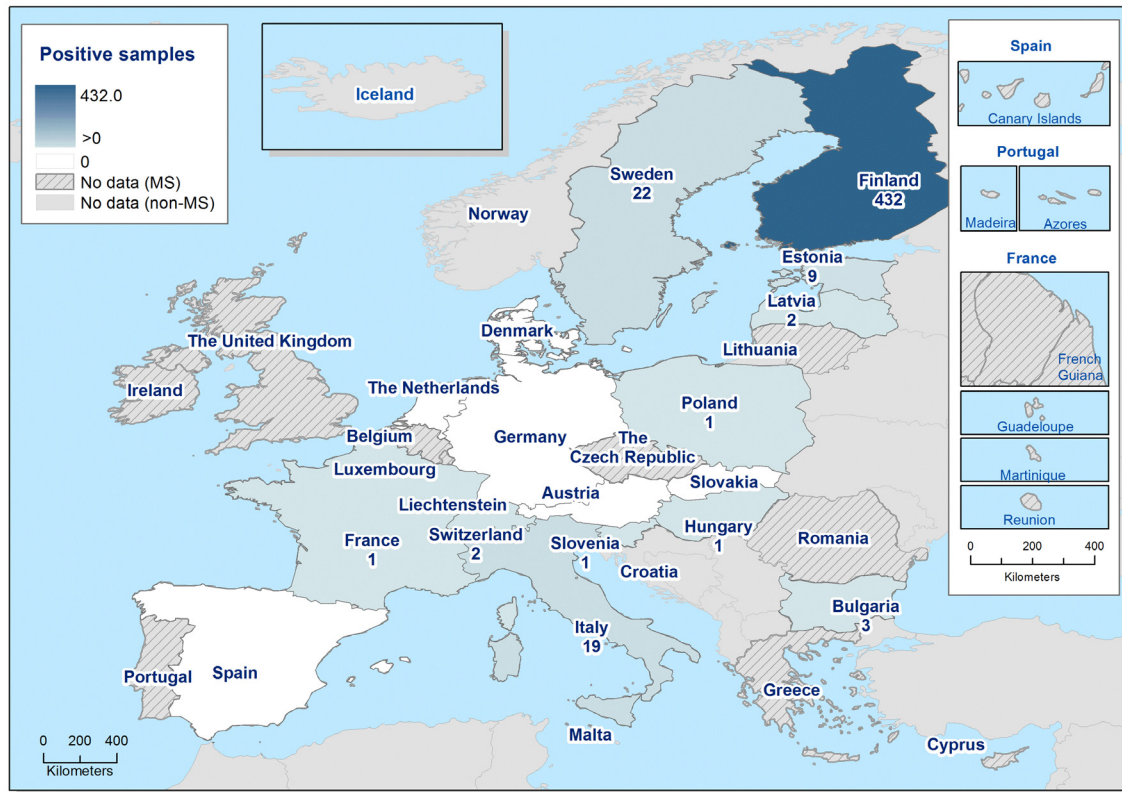 Positive samples
432.0
>0
0
No data (MS)
No data (non-MS)
Iceland
Spain
Canary Islands
Portugal
Madeira
Azores
France
French
Guiana
Guadeloupe
Martinique
Reunion
0 200 400
Kilometers
Finland
432
Sweden
22
Norway
Estonia
9
Latvia
2
Lithuania
Denmark
The United Kingdom
Ireland
The Netherlands
Belgium
Luxembourg
Germany
Poland
1
The
Czech Republic
Slovakia
Austria
Liechtenstein
Switzerland
2
France
1
Slovenia
1
Hungary
1
Romania
Croatia
Bulgaria
3
Italy
19
Portugal
Spain
Greece
Malta
Cyprus
0 200 400
Kilometers